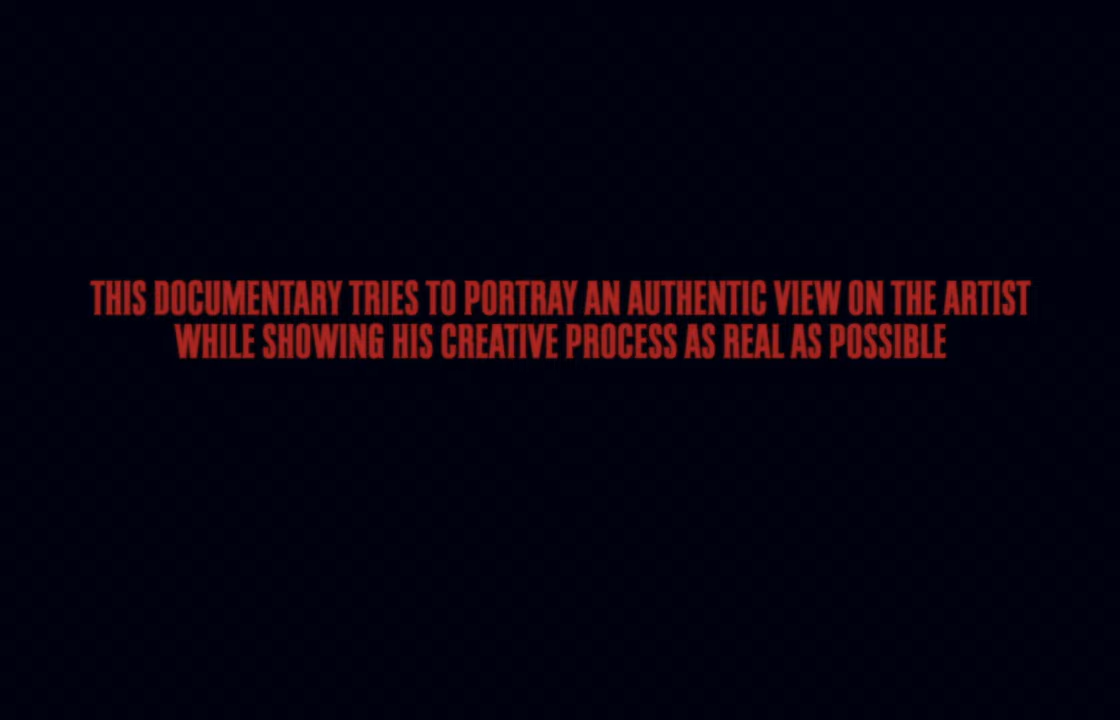 THIS DOCUMENTARY TRIES TO PORTRAY AN AUTHENTIC VIEW ON THE ARTIST
WHILE SHOWING HIS CREATIVE PROCESS AS REAL AS POSSIBLE